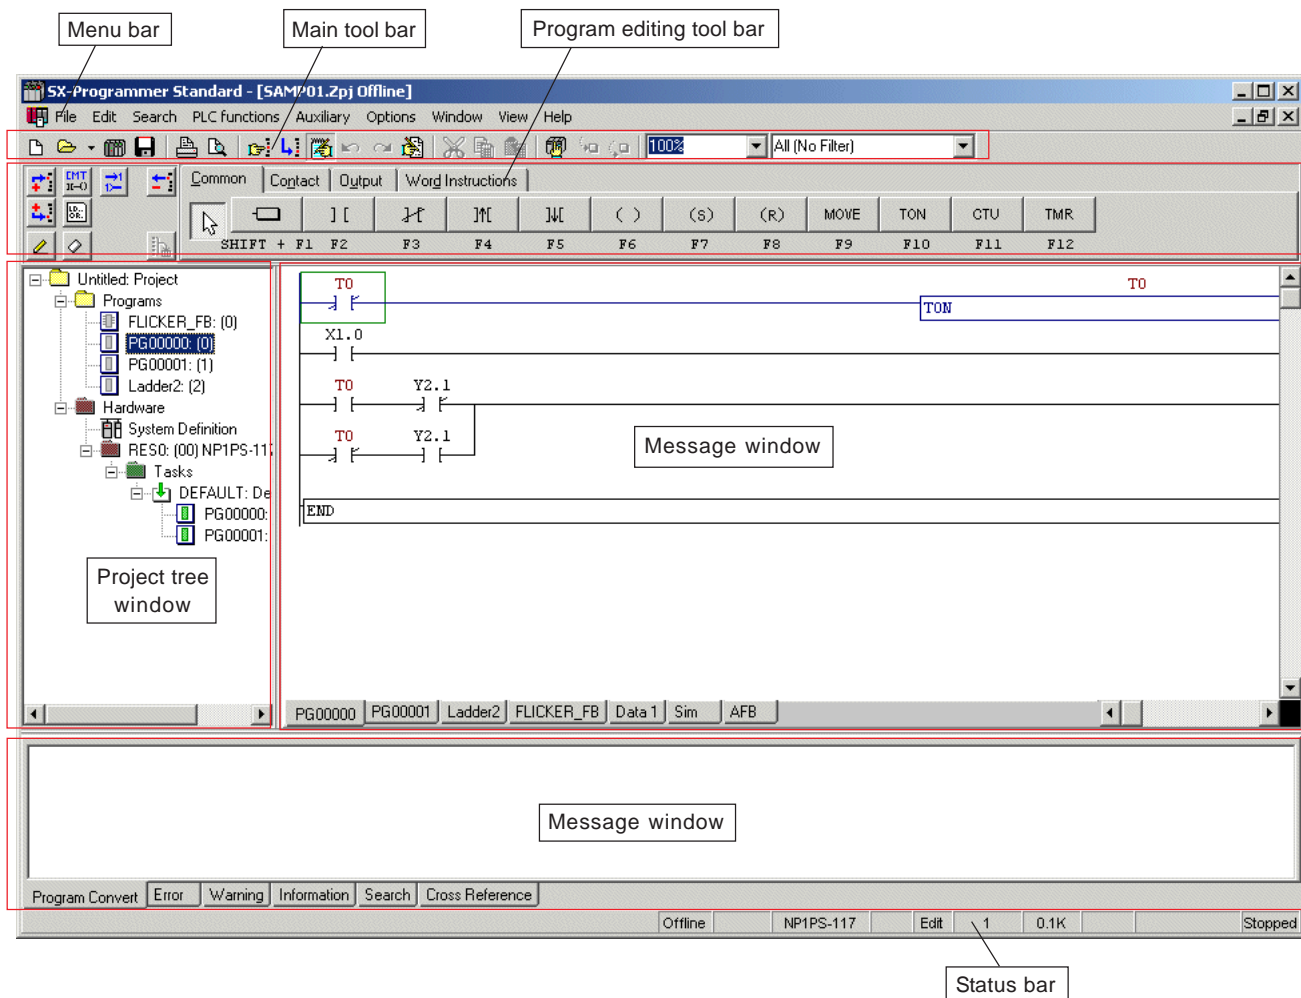 Menu bar
Main tool bar
Program editing tool bar
SX-Programmer Standard - [SAMP01.Zpj Offline]
File Edit Search PLC functions Auxiliary Options Window View Help
100% All (No Filter)
CMT
LD..
OR..
Common Contact Output Word Instructions
( ) (S) (R) MOVE TON CTU TMR
SHIFT + F1 F2 F3 F4 F5 F6 F7 F8 F9 F10 F11 F12
Untitled: Project
Programs
FLICKER_FB: (0)
PG00000: (0)
PG00001: (1)
Ladder2: (2)
Hardware
System Definition
RES0: (00) NP1PS-117
Tasks
DEFAULT: De
PG00000:
PG00001:
Project tree
window
T0 T0
TON
X1.0
T0 Y2.1
T0 Y2.1
Message window
END
PG00000 PG00001 Ladder2 FLICKER_FB Data 1 Sim AFB
Message window
Program Convert Error Warning Information Search Cross Reference
Offline NP1PS-117 Edit 1 0.1K Stopped
Status bar